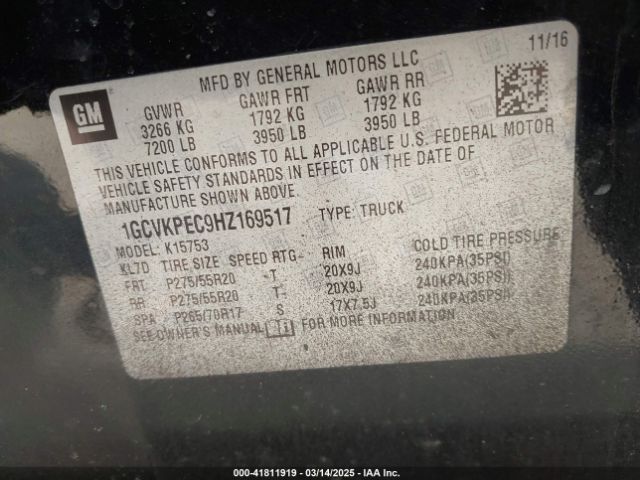 11/16
MFD BY GENERAL MOTORS LLC
GM
GVWR GAWR FRT GAWR RR
3266 KG 1792 KG 1792 KG
7200 LB 3950 LB 3950 LB
THIS VEHICLE CONFORMS TO ALL APPLICABLE U.S. FEDERAL MOTOR
VEHICLE SAFETY STANDARDS IN EFFECT ON THE DATE OF
MANUFACTURE SHOWN ABOVE.
1GCVKPEC9HZ169517 TYPE: TRUCK
MODEL: K15753
KL7D TIRE SIZE SPEED RTG RIM COLD TIRE PRESSURE
FRT P275/55R20 T 20X9J 240KPA(35PSI)
RR P275/55R20 T 20X9J 240KPA(35PSI)
SPA P265/70R17 S 17X7.5J 240KPA(35PSI)
SEE OWNER'S MANUAL i FOR MORE INFORMATION
000-41811919 - 03/14/2025 - IAA Inc.